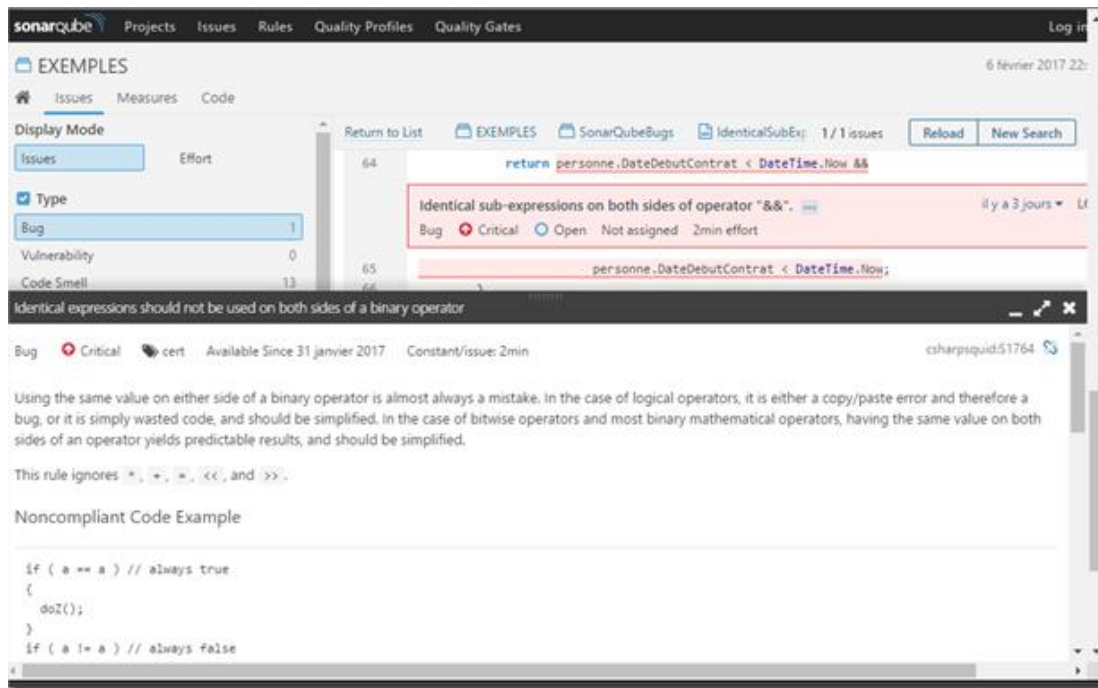 sonarqube Projects Issues Rules Quality Profiles Quality Gates Log in
EXEMPLES 6 février 2017 22:
Issues Measures Code
Display Mode
Issues Effort
Type
Bug 1
Vulnerability 0
Code Smell 13
Return to List EXEMPLES SonarQubeBugs IdenticalSubExp 1 / 1 issues Reload New Search
64 return personne.DateDebutContrat < DateTime.Now &&
Identical sub-expressions on both sides of operator "&&". il y a 3 jours
Bug Critical Open Not assigned 2min effort
65 personne.DateDebutContrat < DateTime.Now;
66 }
Identical expressions should not be used on both sides of a binary operator
Bug Critical cert Available Since 31 janvier 2017 Constant/issue: 2min csharpsquid:S1764
Using the same value on either side of a binary operator is almost always a mistake. In the case of logical operators, it is either a copy/paste error and therefore a
bug, or it is simply wasted code, and should be simplified. In the case of bitwise operators and most binary mathematical operators, having the same value on both
sides of an operator yields predictable results, and should be simplified.
This rule ignores *, +, =, <<, and >>.
Noncompliant Code Example
if ( a == a ) // always true
{
doZ();
}
if ( a != a ) // always false